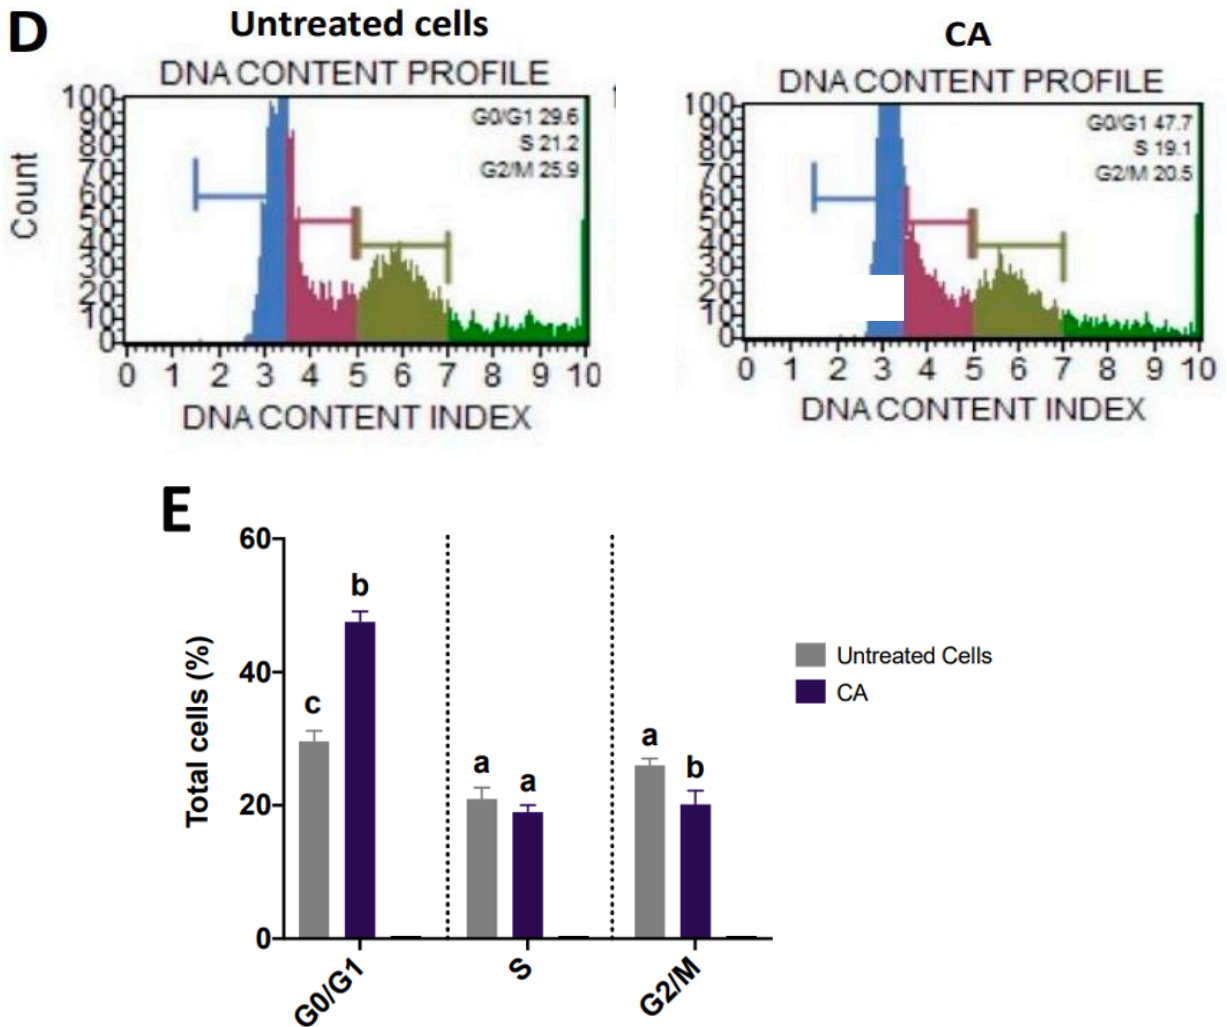 D
Untreated cells
DNA CONTENT PROFILE
G0/G1 29.6
S 21.2
G2/M 25.9
Count
100
90
80
70
60
50
40
30
20
10
0
0 1 2 3 4 5 6 7 8 9 10
DNA CONTENT INDEX
CA
DNA CONTENT PROFILE
G0/G1 47.7
S 19.1
G2/M 20.5
100
90
80
70
60
50
40
30
20
10
0
0 1 2 3 4 5 6 7 8 9 10
DNA CONTENT INDEX
E
Total cells (%)
60
40
20
0
c b
a a
a b
G0/G1 S G2/M
Untreated Cells
CA